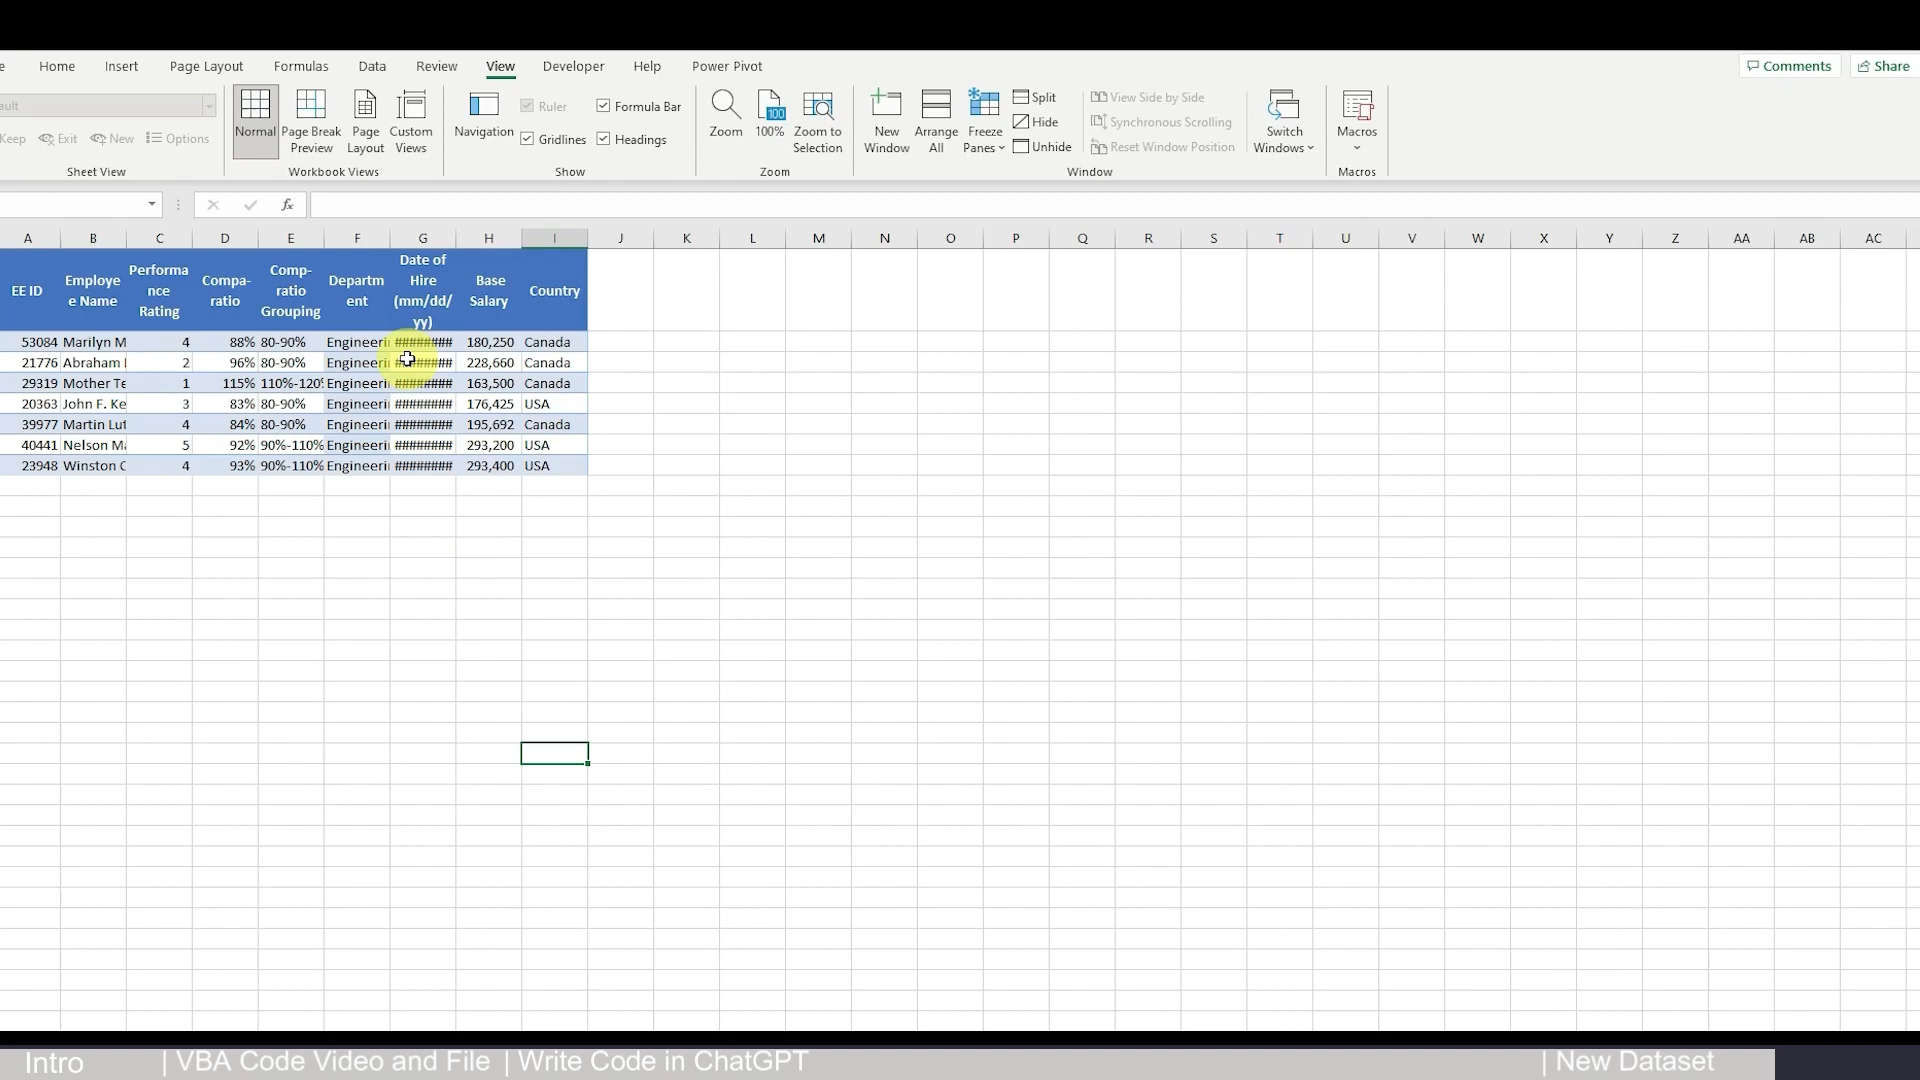 e Home Insert Page Layout Formulas Data Review View Developer Help Power Pivot Comments Share
ault
Keep Exit New Options
Sheet View
Normal Page Break Preview Page Layout Custom Views
Workbook Views
Navigation Ruler Formula Bar
Gridlines Headings
Show
Zoom 100% Zoom to Selection
Zoom
New Window Arrange All Freeze Panes
Split
Hide
Unhide
View Side by Side
Synchronous Scrolling
Reset Window Position
Switch Windows
Window
Macros
Macros
fx
A B C D E F G H I J K L M N O P Q R S T U V W X Y Z AA AB AC
EE ID
Employe
e Name
Performa
nce
Rating
Compa-
ratio
Comp-
ratio
Grouping
Departm
ent
Date of
Hire
(mm/dd/
yy)
Base
Salary
Country
53084 Marilyn M 4 88% 80-90% Engineeri ######## 180,250 Canada
21776 Abraham 2 96% 80-90% Engineeri ######## 228,660 Canada
29319 Mother Te 1 115% 110%-120% Engineeri ######## 163,500 Canada
20363 John F. Ke 3 83% 80-90% Engineeri ######## 176,425 USA
39977 Martin Lut 4 84% 80-90% Engineeri ######## 195,692 Canada
40441 Nelson Ma 5 92% 90%-110% Engineeri ######## 293,200 USA
23948 Winston C 4 93% 90%-110% Engineeri ######## 293,400 USA
Intro | VBA Code Video and File | Write Code in ChatGPT | New Dataset